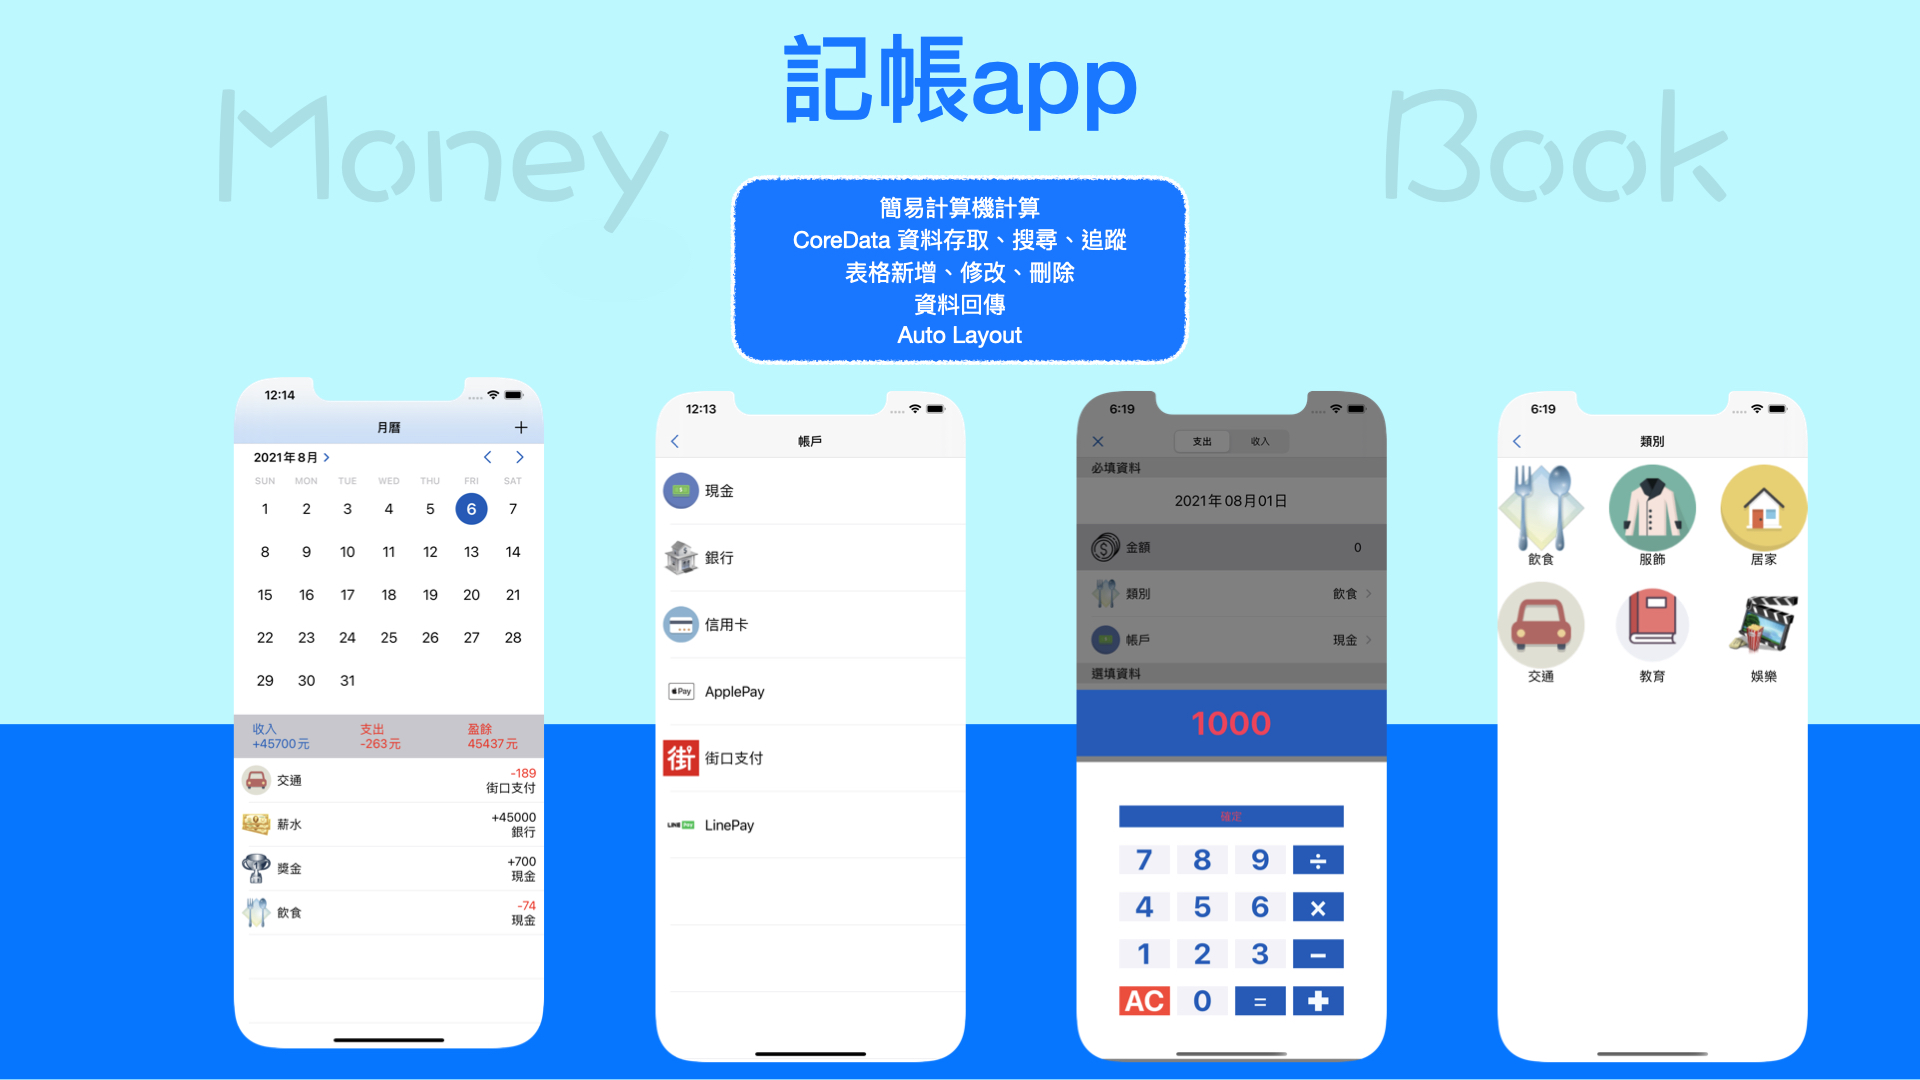 記帳app
Money
Book
簡易計算機計算
CoreData 資料存取、搜尋、追蹤
表格新增、修改、刪除
資料回傳
Auto Layout
12:14
月曆
2021年8月
SUN MON TUE WED THU FRI SAT
1 2 3 4 5 6 7
8 9 10 11 12 13 14
15 16 17 18 19 20 21
22 23 24 25 26 27 28
29 30 31
收入 支出 盈餘
+45700元 -263元 45437元
交通 -189
街口支付
薪水 +45000
銀行
獎金 +700
現金
飲食 -74
現金
12:13
帳戶
現金
銀行
信用卡
Pay ApplePay
街 街口支付
LINE PAY LinePay
6:19
支出 收入
必填資料
2021年08月01日
金額 0
類別 飲食
帳戶 現金
選填資料
1000
確定
7 8 9 ÷
4 5 6 ×
1 2 3 −
AC 0 = +
6:19
類別
飲食 服飾 居家
交通 教育 娛樂